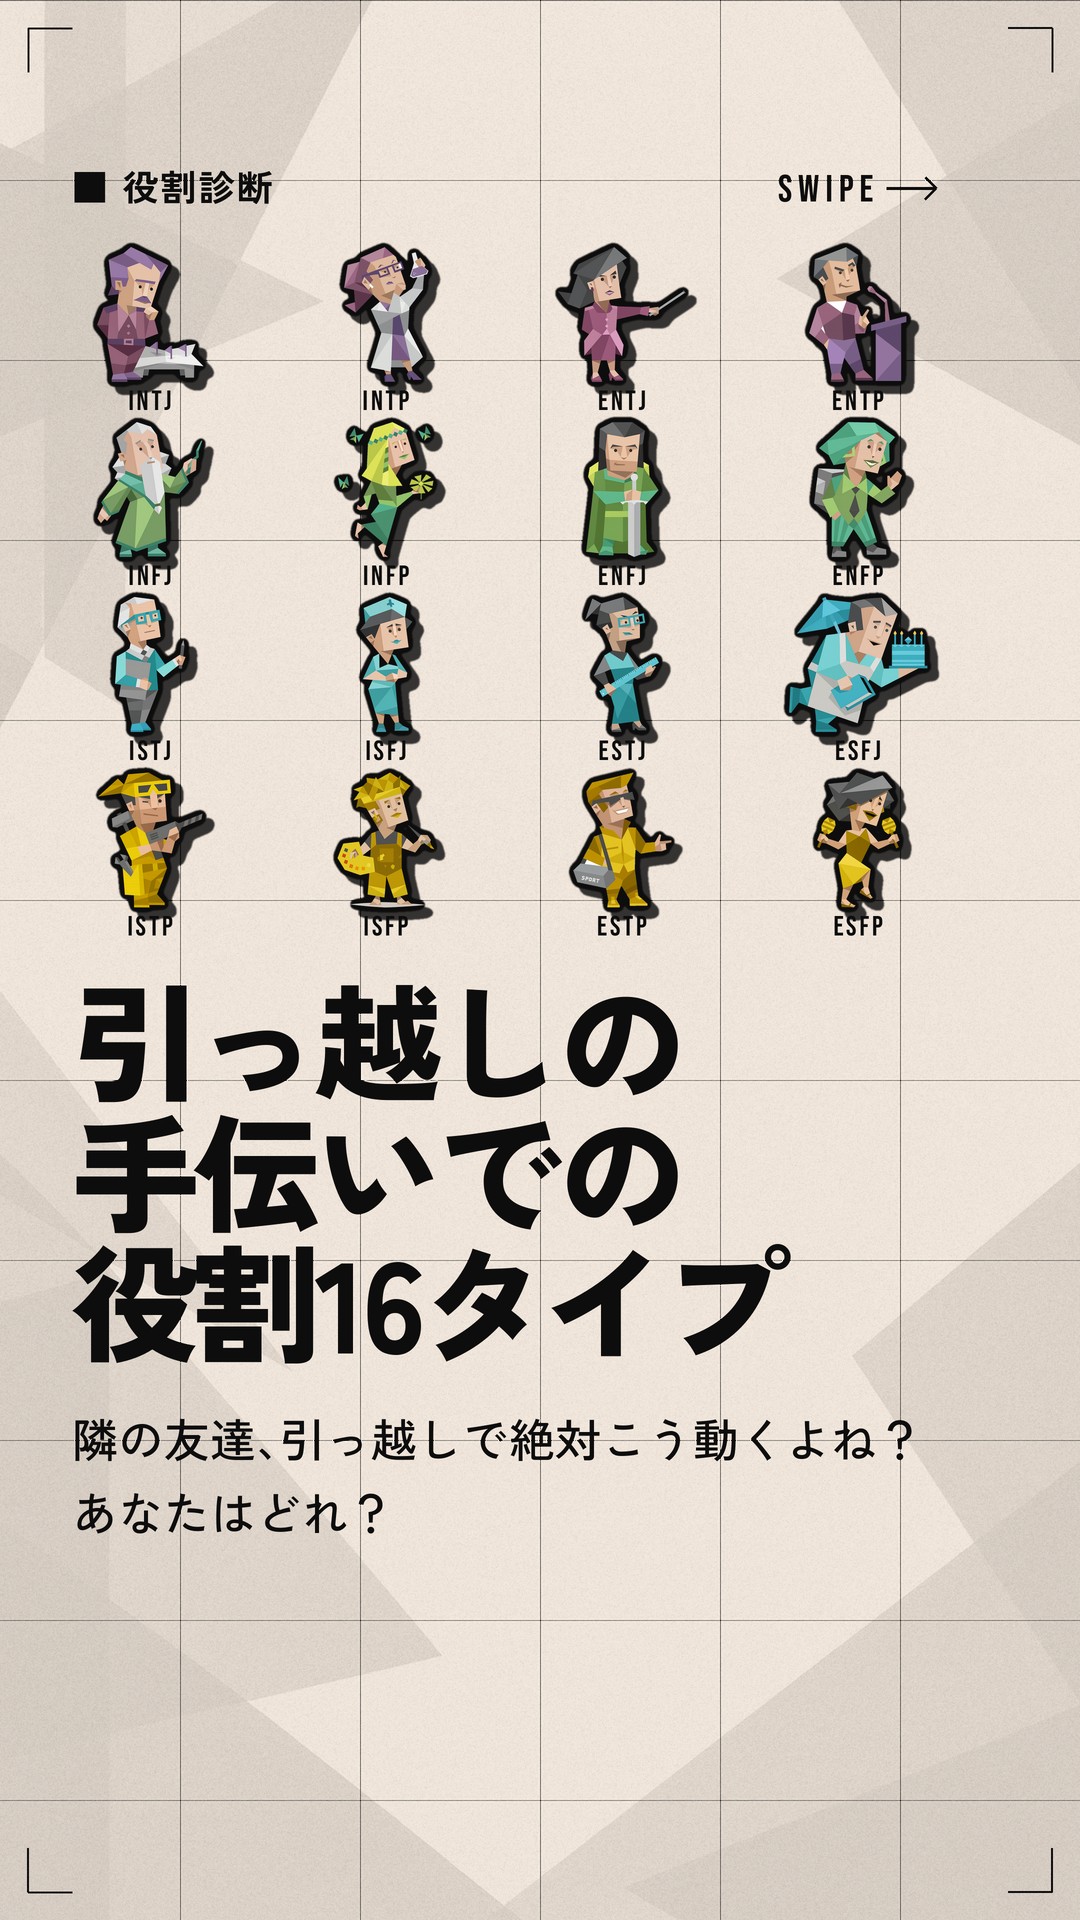 ■ 役割診断
SWIPE →
INTJ INTP ENTJ ENTP
INFJ INFP ENFJ ENFP
ISTJ ISFJ ESTJ ESFJ
SPORT
ISTP ISFP ESTP ESFP
引っ越しの
手伝いでの
役割16タイプ
隣の友達、引っ越しで絶対こう動くよね？
あなたはどれ？